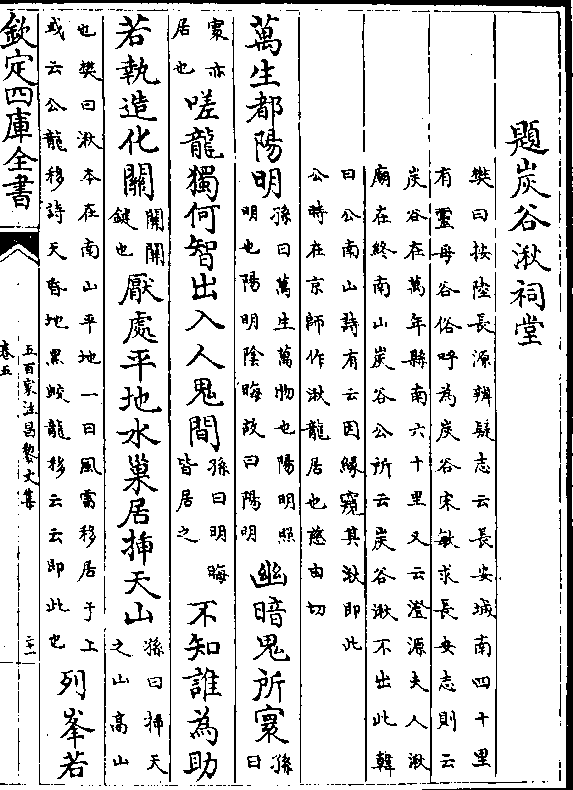 題炭谷湫祠堂
樊曰按陸長源辨疑志云長安城南四十里
有靈母谷俗呼為炭谷宋敏求長安志則云
炭谷在萬年縣南六十里又云澄源夫人湫
廟在終南山炭谷公所云炭谷湫不出此韓
曰公南山詩有云因緣窺其湫即此
公時在京師作湫龍居也慈由切
萬生都陽明孫曰萬生萬物也陽明照明也陽明陰晦故曰陽明幽暗鬼所寰孫曰
寰亦居也嗟龍獨何智出入人鬼間孫曰明晦皆居之不知誰為助
若執造化關關關鍵也厭處平地水巢居揷天山孫曰揷天之山高山
也樊曰湫本在南山平地一日風雷移居于上或云公龍移詩天昏地黑蛟龍移云云即此也列峯若
欽定四庫全書
五百家注昌黎文集
卷五